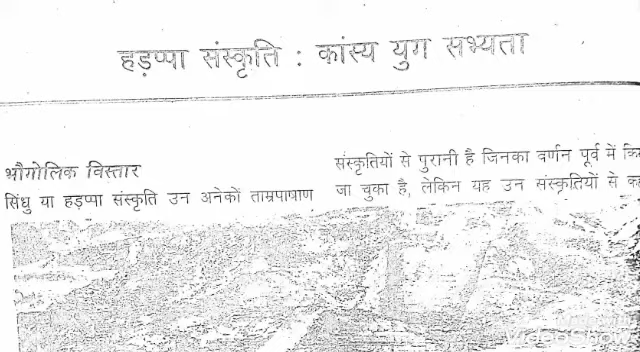 हड़प्पा संस्कृति : कांस्य युग सभ्यता
भौगोलिक विस्तार
सिंधु या हड़प्पा संस्कृति उन अनेकों ताम्रपाषाण
संस्कृतियों से पुरानी है जिनका वर्णन पूर्व में
जा चुका है, लेकिन यह उन संस्कृतियों से